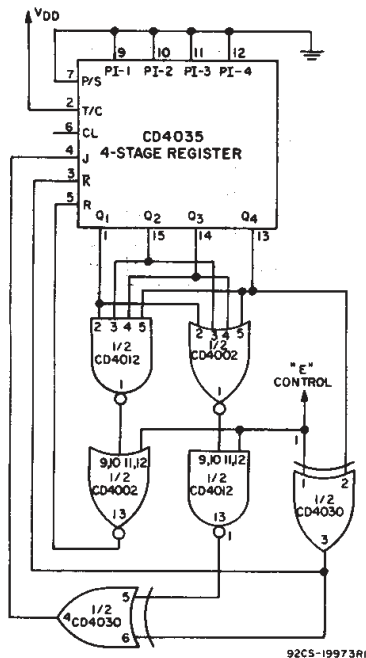 VDD
9 10 11 12
PI-1 PI-2 PI-3 PI-4
7 P/S
2 T/C
6 CL
4 J
3 K̅
5 R
CD4035
4-STAGE REGISTER
Q1 Q2 Q3 Q4
1 15 14 13
2 3 4 5
1/2
CD4012
1
2 3 4 5
1/2
CD4002
1
"E"
CONTROL
1
9,10 11,12
1/2
CD4002
13
9,10 11,12
1/2
CD4012
13
1
1 2
1/2
CD4030
3
4
1/2
CD4030
5
6
92CS-19973RI